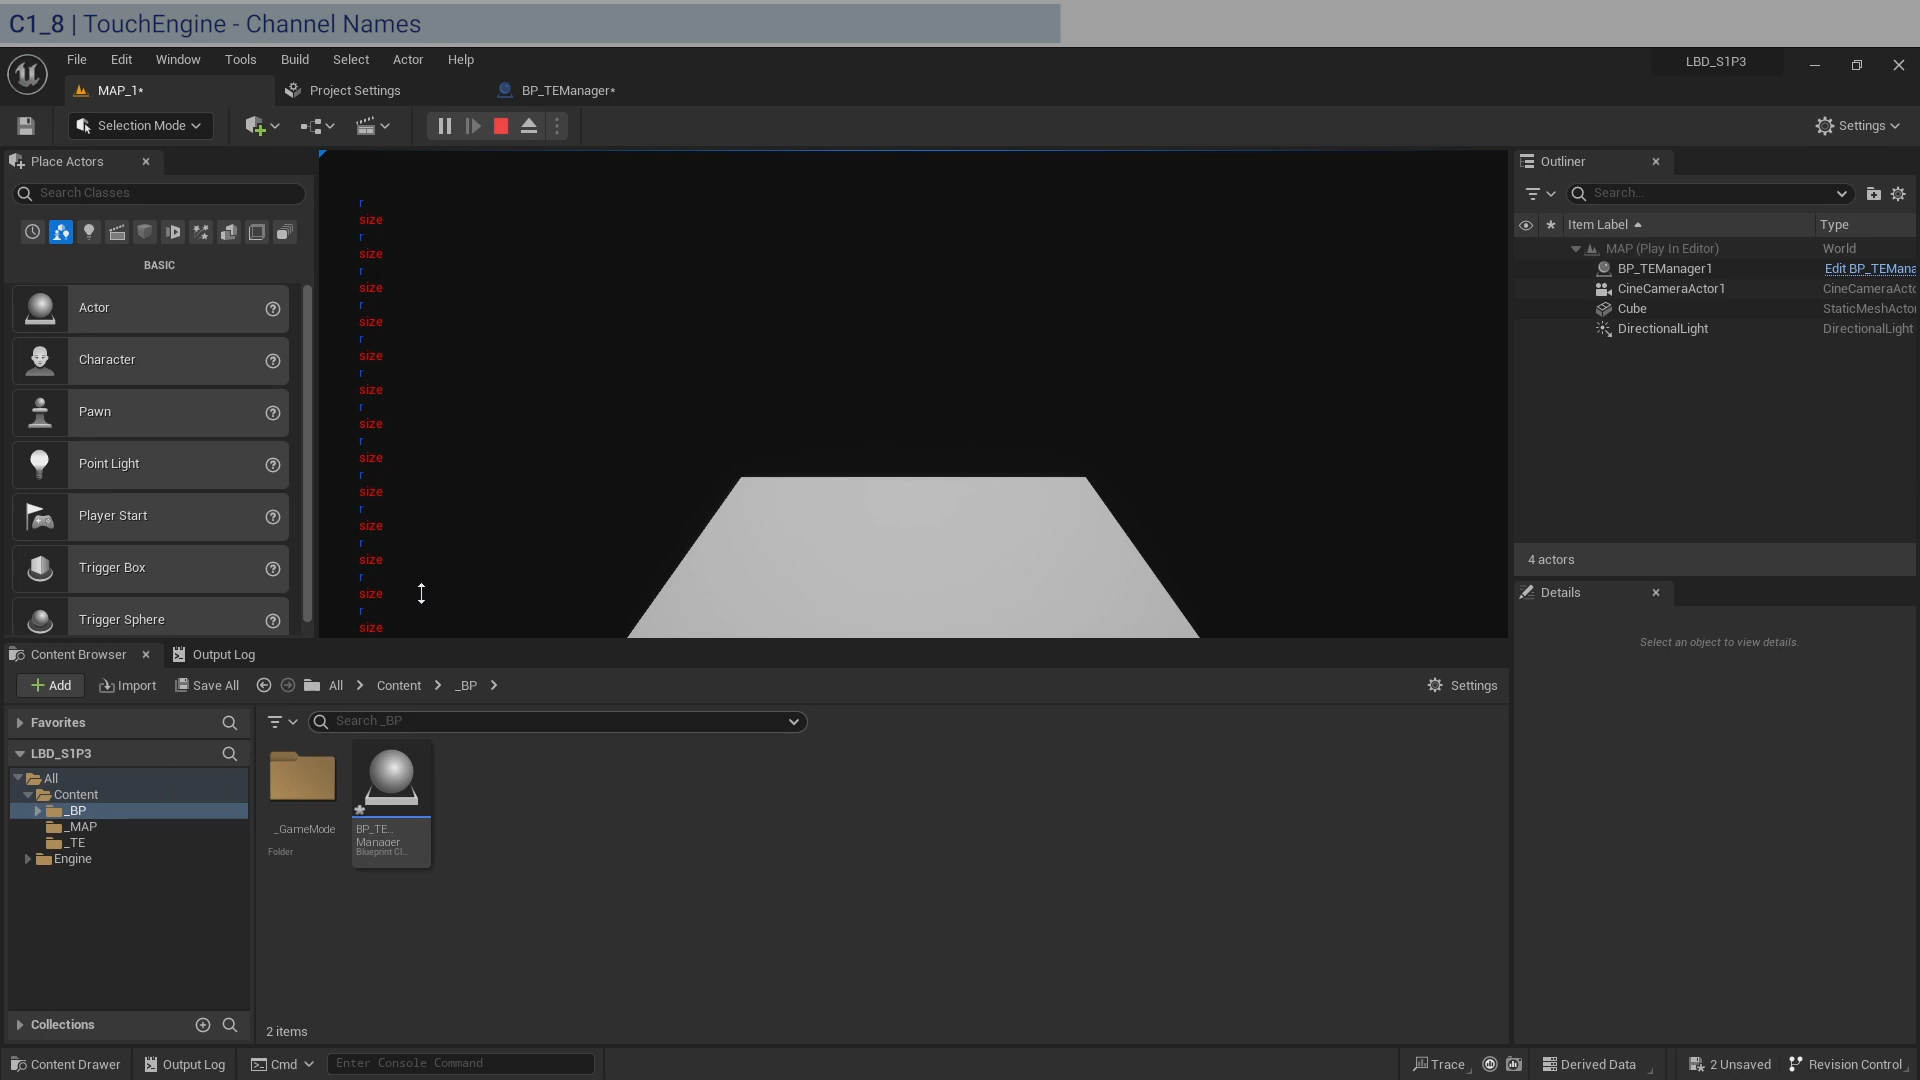 C1_8 | TouchEngine - Channel Names
File Edit Window Tools Build Select Actor Help
LBD_S1P3
MAP_1*
Project Settings
BP_TEManager*
Selection Mode
Settings
Place Actors
Search Classes
BASIC
Actor
Character
Pawn
Point Light
Player Start
Trigger Box
Trigger Sphere
r
size
r
size
r
size
r
size
r
size
r
size
r
size
r
size
r
size
r
size
r
size
r
size
r
size
Outliner
Search...
Item Label
Type
MAP (Play In Editor)
World
BP_TEManager1
Edit BP_TEMana
CineCameraActor1
CineCameraActo
Cube
StaticMeshActor
DirectionalLight
DirectionalLight
4 actors
Details
Select an object to view details.
Content Browser
Output Log
Add
Import
Save All
All
Content
_BP
Settings
Favorites
Search _BP
LBD_S1P3
All
Content
_BP
_MAP
_TE
Engine
_GameMode
Folder
BP_TE...
Manager
Blueprint Cl...
Collections
2 items
Content Drawer
Output Log
Cmd
Enter Console Command
Trace
Derived Data
2 Unsaved
Revision Control